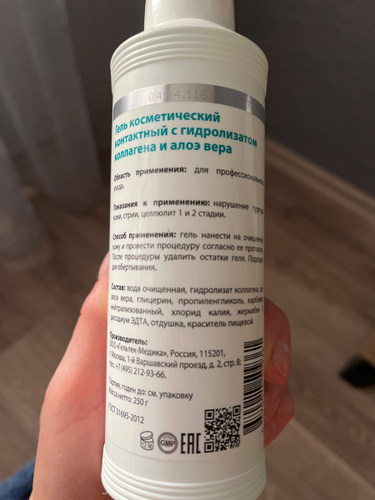 Гель косметический
контактный с гидролизатом
коллагена и алоэ вера
Область применения: для профессионального
ухода.
Показания к применению: нарушение тургора
кожи, стрии, целлюлит 1 и 2 стадии.
Способ применения: гель нанести на очищенную
кожу и провести процедуру согласно ее
После процедуры удалить остатки геля.
для обертывания.
Состав: вода очищенная, гидролизат коллагена,
алоэ вера, глицерин, пропиленгликоль,
нейтрализованный, хлорид калия,
динатрий ЭДТА, отдушка, краситель пищевой.
Производитель:
ООО «Гельтек-Медика», Россия, 115201,
г. Москва, 1-й Варшавский проезд, д. 2, стр. 8;
тел.: +7 (495) 212-93-66.
Партия, годен до: см. упаковку
Масса нетто: 250 г
ГОСТ 31695-2012
GMP EAC